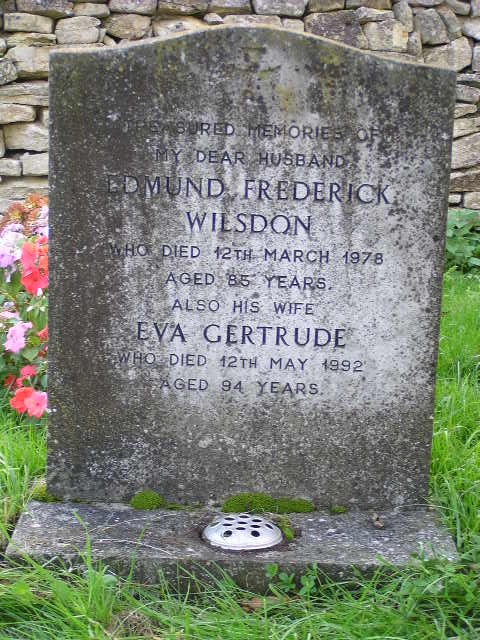 TREASURED MEMORIES OF
MY DEAR HUSBAND
EDMUND FREDERICK
WILSDON
WHO DIED 12TH MARCH 1978
AGED 85 YEARS.
ALSO HIS WIFE
EVA GERTRUDE
WHO DIED 12TH MAY 1992
AGED 94 YEARS.